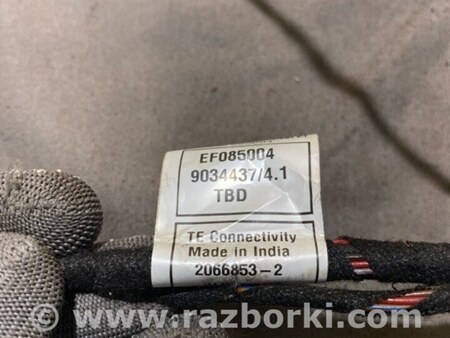 EF085004
9034437/4.1
TBD
TE Connectivity
Made in India
2066853-2
www.razborki.com